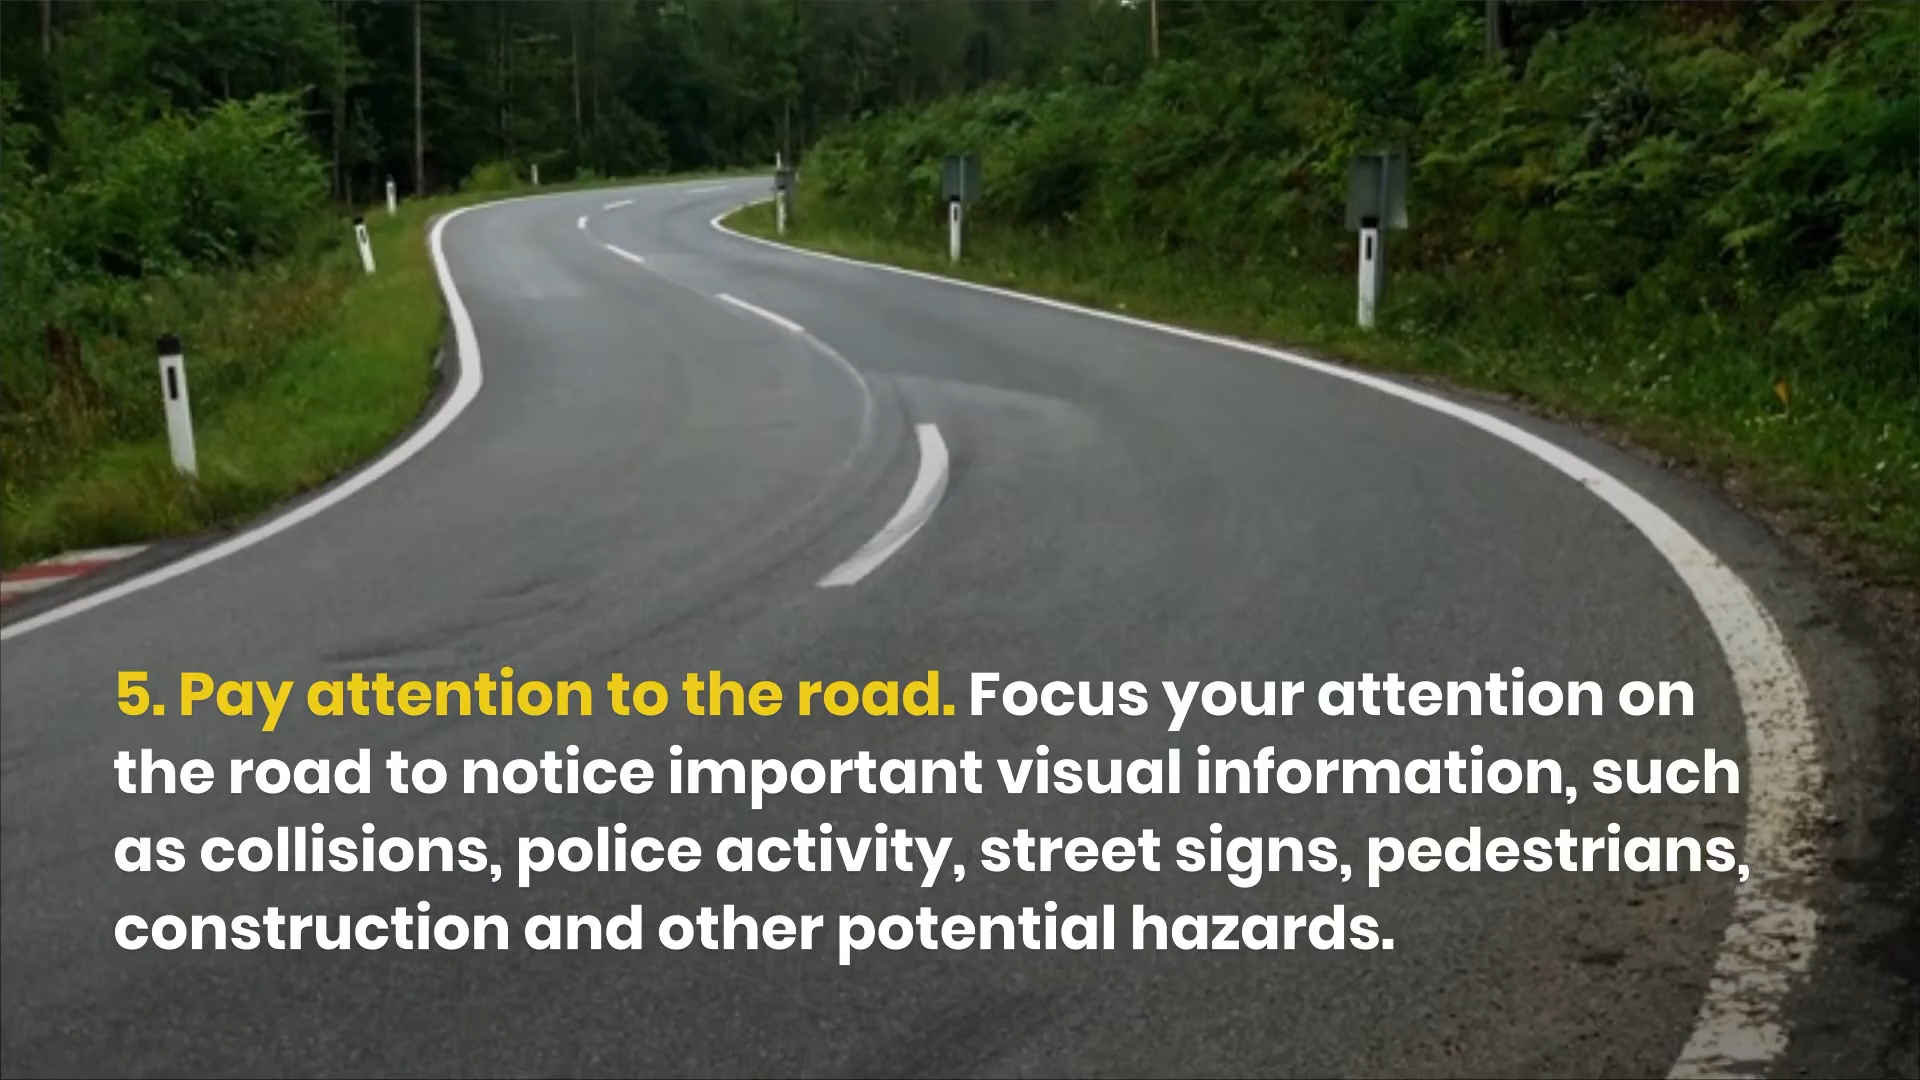 5. Pay attention to the road. Focus your attention on
the road to notice important visual information, such
as collisions, police activity, street signs, pedestrians,
construction and other potential hazards.